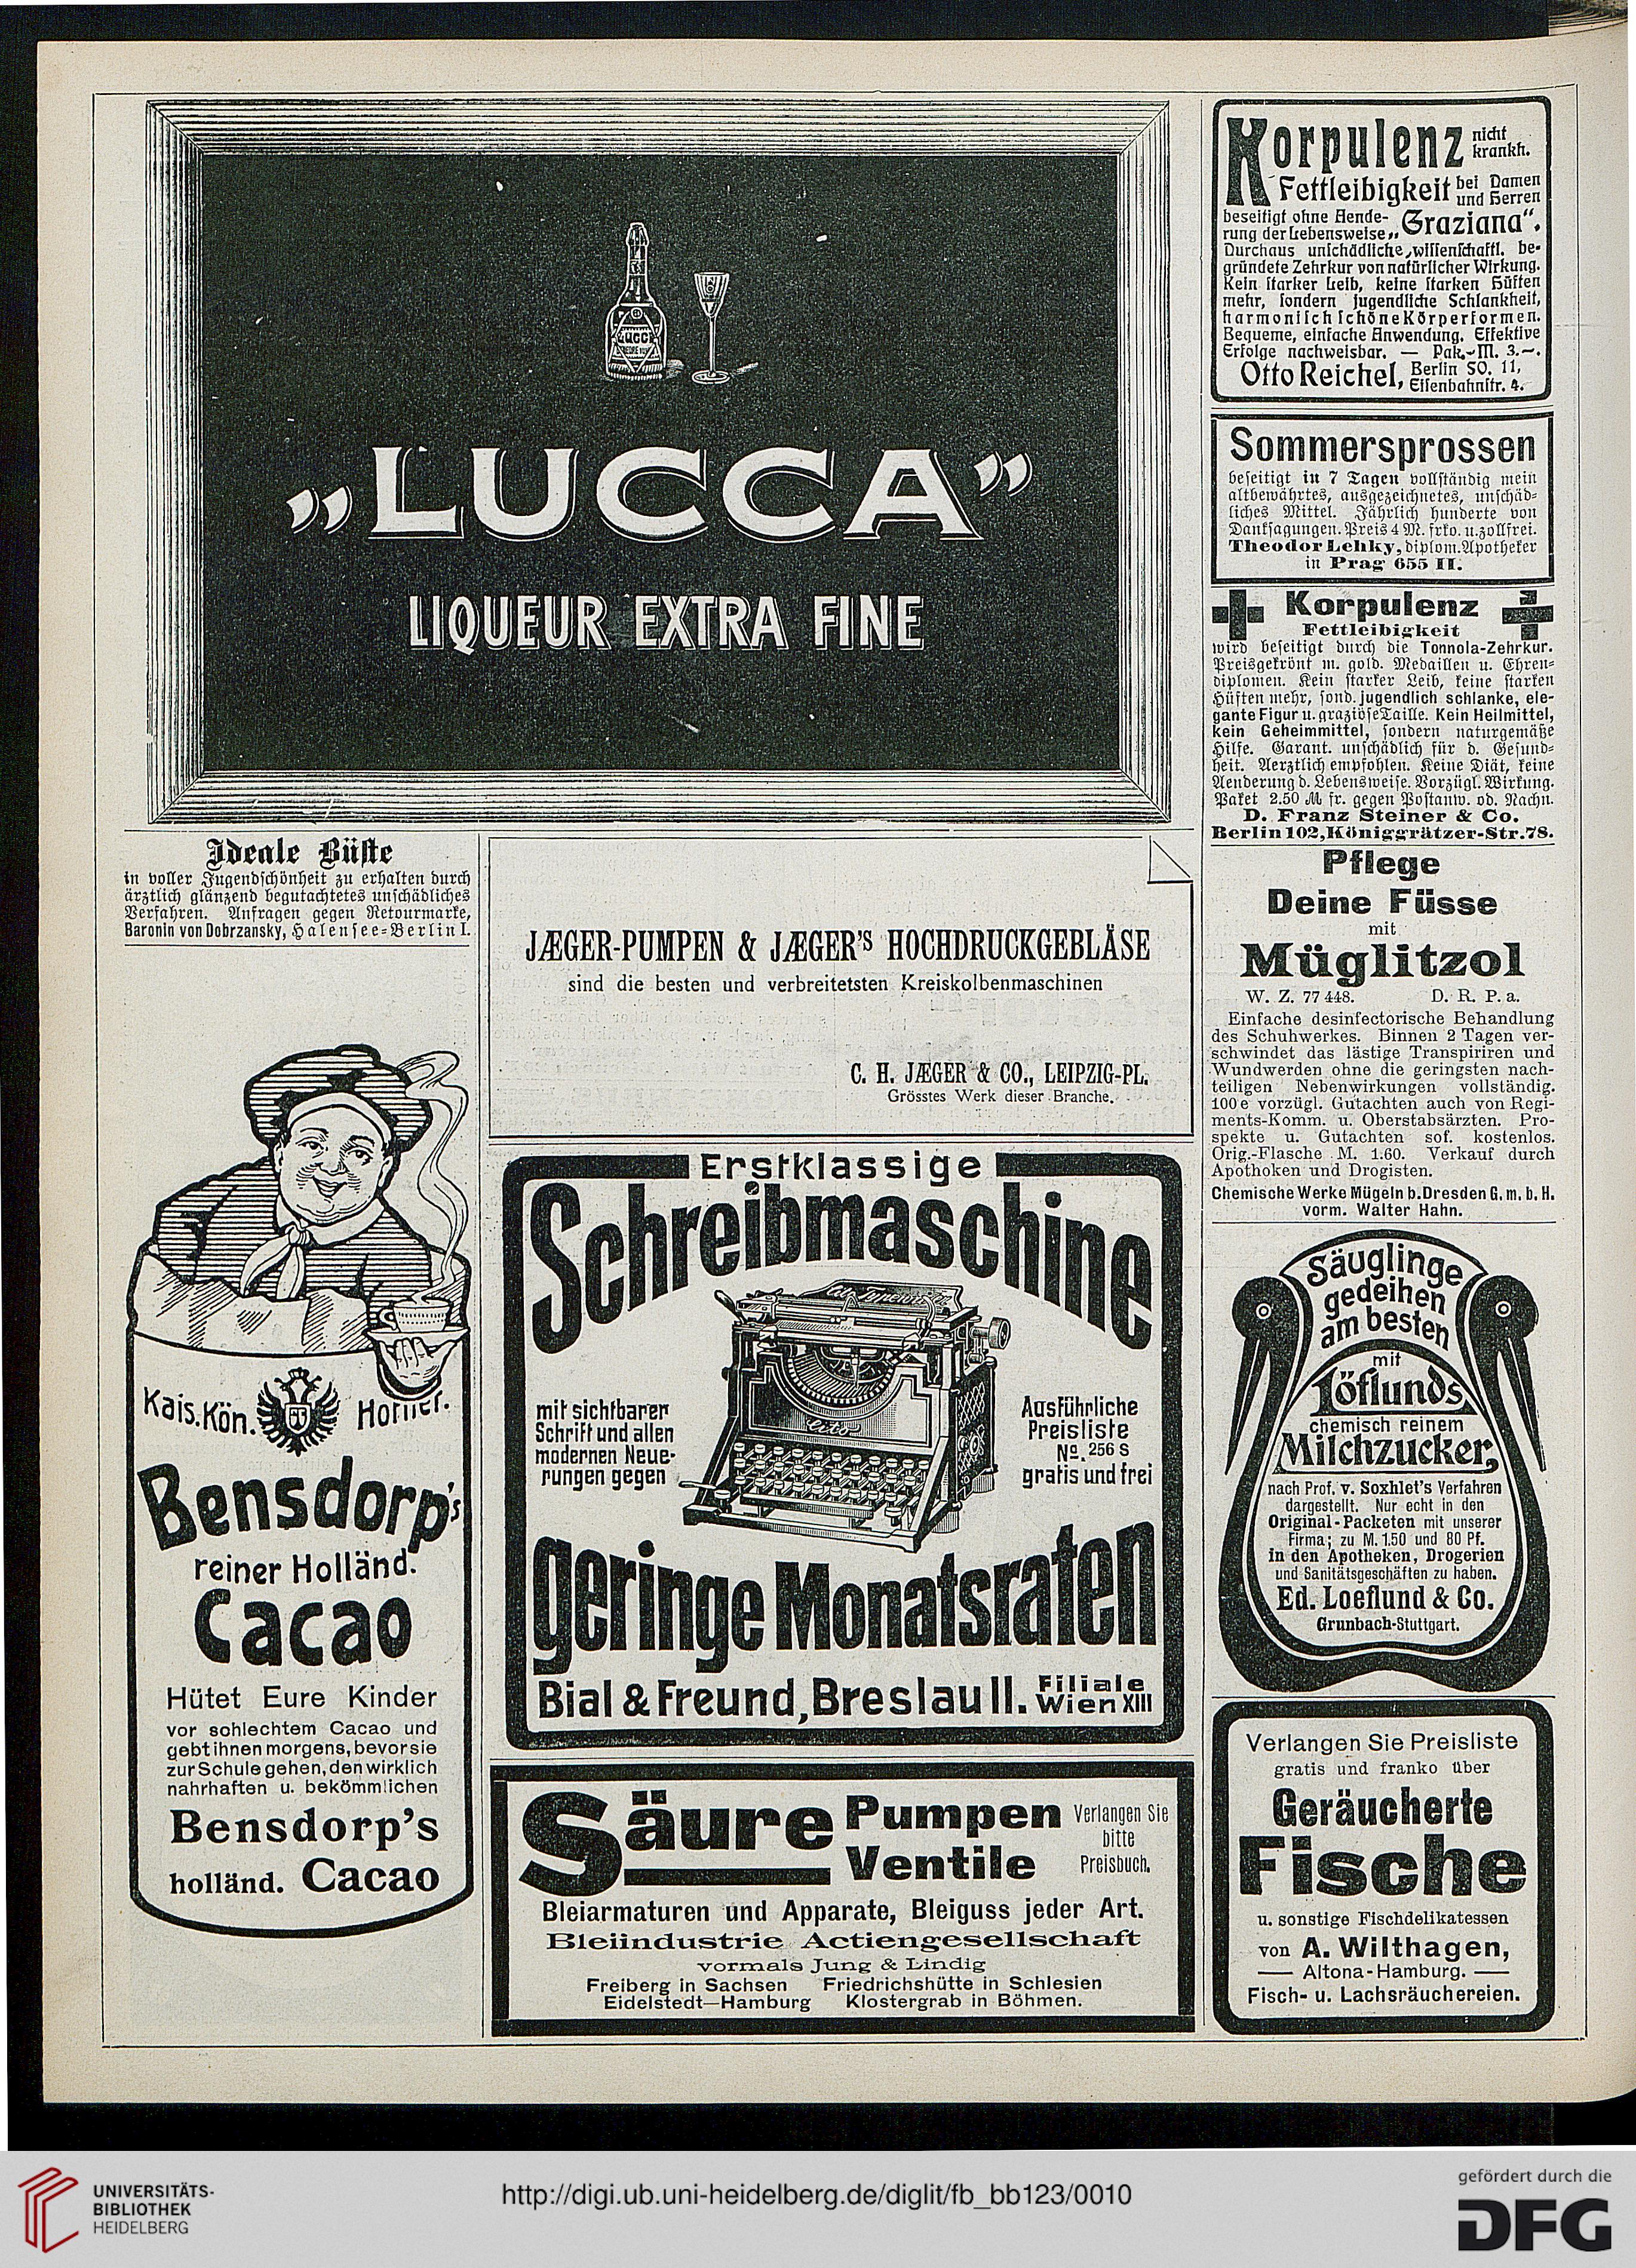 „LUCCA”
LIQUEUR EXTRA FINE
Ideale Büste
in voller Jugendschönheit zu erhalten durch
ärztlich glänzend begutachtetes unschädliches
Verfahren. Anfragen gegen Retourmarke,
Baronin von Dobrzansky, Halensee-Berlin I.
Kais. Kön. Hoflief.
Bensdorp's
reiner Holländ.
Cacao
Hütet Eure Kinder
vor schlechtem Cacao und
gebt ihnen morgens, bevor sie
zur Schule gehen, den wirklich
nahrhaften u. bekömmlichen
Bensdorp's
holländ. Cacao
JÆGER-PUMPEN & JÆGER'S HOCHDRUCKGEBLÄSE
sind die besten und verbreitetsten Kreiskolbenmaschinen
C. H. JÆGER & CO., LEIPZIG-PL.
Grösstes Werk dieser Branche.
Erstklassige
Schreibmaschine
mit sichtbarer
Schrift und allen
modernen Neue-
rungen gegen
Cito
Ausführliche
Preisliste
No. 256 S
gratis und frei
geringe Monatsraten
Bial & Freund, Breslau II. Filiale
Wien XIII
Säure Pumpen
Ventile
Verlangen Sie
bitte
Preisbuch.
Bleiarmaturen und Apparate, Bleiguss jeder Art.
Bleiindustrie Actiengesellschaft
vormals Jung & Lindig
Freiberg in Sachsen Friedrichshütte in Schlesien
Eidelstedt—Hamburg Klostergrab in Böhmen.
Korpulenz nicht
krankh.
Fettleibigkeit bei Damen
und Herren
beseitigt ohne Aende-
rung der Lebensweise „Graziana“.
Durchaus unschädliche, wissenschaftl. be-
gründete Zehrkur von natürlicher Wirkung.
Kein starker Leib, keine starken Hüften
mehr, sondern jugendliche Schlankheit,
harmonisch schöne Körperformen.
Bequeme, einfache Anwendung. Effektive
Erfolge nachweisbar. — Pak. M. 3.—.
Otto Reichel, Berlin SO. 11,
Eisenbahnstr. 4.
Sommersprossen
beseitigt in 7 Tagen vollständig mein
altbewährtes, ausgezeichnetes, unschäd-
liches Mittel. Jährlich hunderte von
Danksagungen. Preis 4 M. frko. u. zollfrei.
Theodor Lehky, diplom. Apotheker
in Prag 655 II.
Korpulenz
Fettleibigkeit
wird beseitigt durch die Tonnola-Zehrkur.
Preisgekrönt m. gold. Medaillen u. Ehren-
diplomen. Kein starker Leib, keine starken
Hüften mehr, sond. jugendlich schlanke, ele-
gante Figur u. graziöse Taille. Kein Heilmittel,
kein Geheimmittel, sondern naturgemäße
Hilfe. Garant. unschädlich für d. Gesund-
heit. Aerztlich empfohlen. Keine Diät, keine
Aenderung d. Lebensweise. Vorzügl. Wirkung.
Paket 2.50 M fr. gegen Postanw. od. Nachn.
D. Franz Steiner & Co.
Berlin 102, Königgrätzer-Str. 78.
Pflege
Deine Füsse
mit
Müglitzol
W. Z. 77 448. D. R. P. a.
Einfache desinfectorische Behandlung
des Schuhwerkes. Binnen 2 Tagen ver-
schwindet das lästige Transpiriren und
Wundwerden ohne die geringsten nach-
teiligen Nebenwirkungen vollständig.
100 e vorzügl. Gutachten auch von Regi-
ments-Komm. u. Oberstabsärzten. Pro-
spekte u. Gutachten sof. kostenlos.
Orig.-Flasche M. 1.60. Verkauf durch
Apothoken und Drogisten.
Chemische Werke Mügeln b. Dresden G. m. b. H.
vorm. Walter Hahn.
Säuglinge
gedeihen
am besten
mit
Löflunds
chemisch reinem
Milchzucker,
nach Prof. v. Soxhlet's Verfahren
dargestellt. Nur echt in den
Original-Packeten mit unserer
Firma; zu M. 1.50 und 80 Pf.
in den Apotheken, Drogerien
und Sanitätsgeschäften zu haben.
Ed. Loeflund & Co.
Grunbach-Stuttgart.
Verlangen Sie Preisliste
gratis und franko über
Geräucherte
Fische
u. sonstige Fischdelikatessen
von A. Wilthagen,
— Altona-Hamburg. —
Fisch- u. Lachsräuchereien.
UNIVERSITÄTS-
BIBLIOTHEK
HEIDELBERG
http://digi.ub.uni-heidelberg.de/diglit/fb_bb123/0010
gefördert durch die
DFG